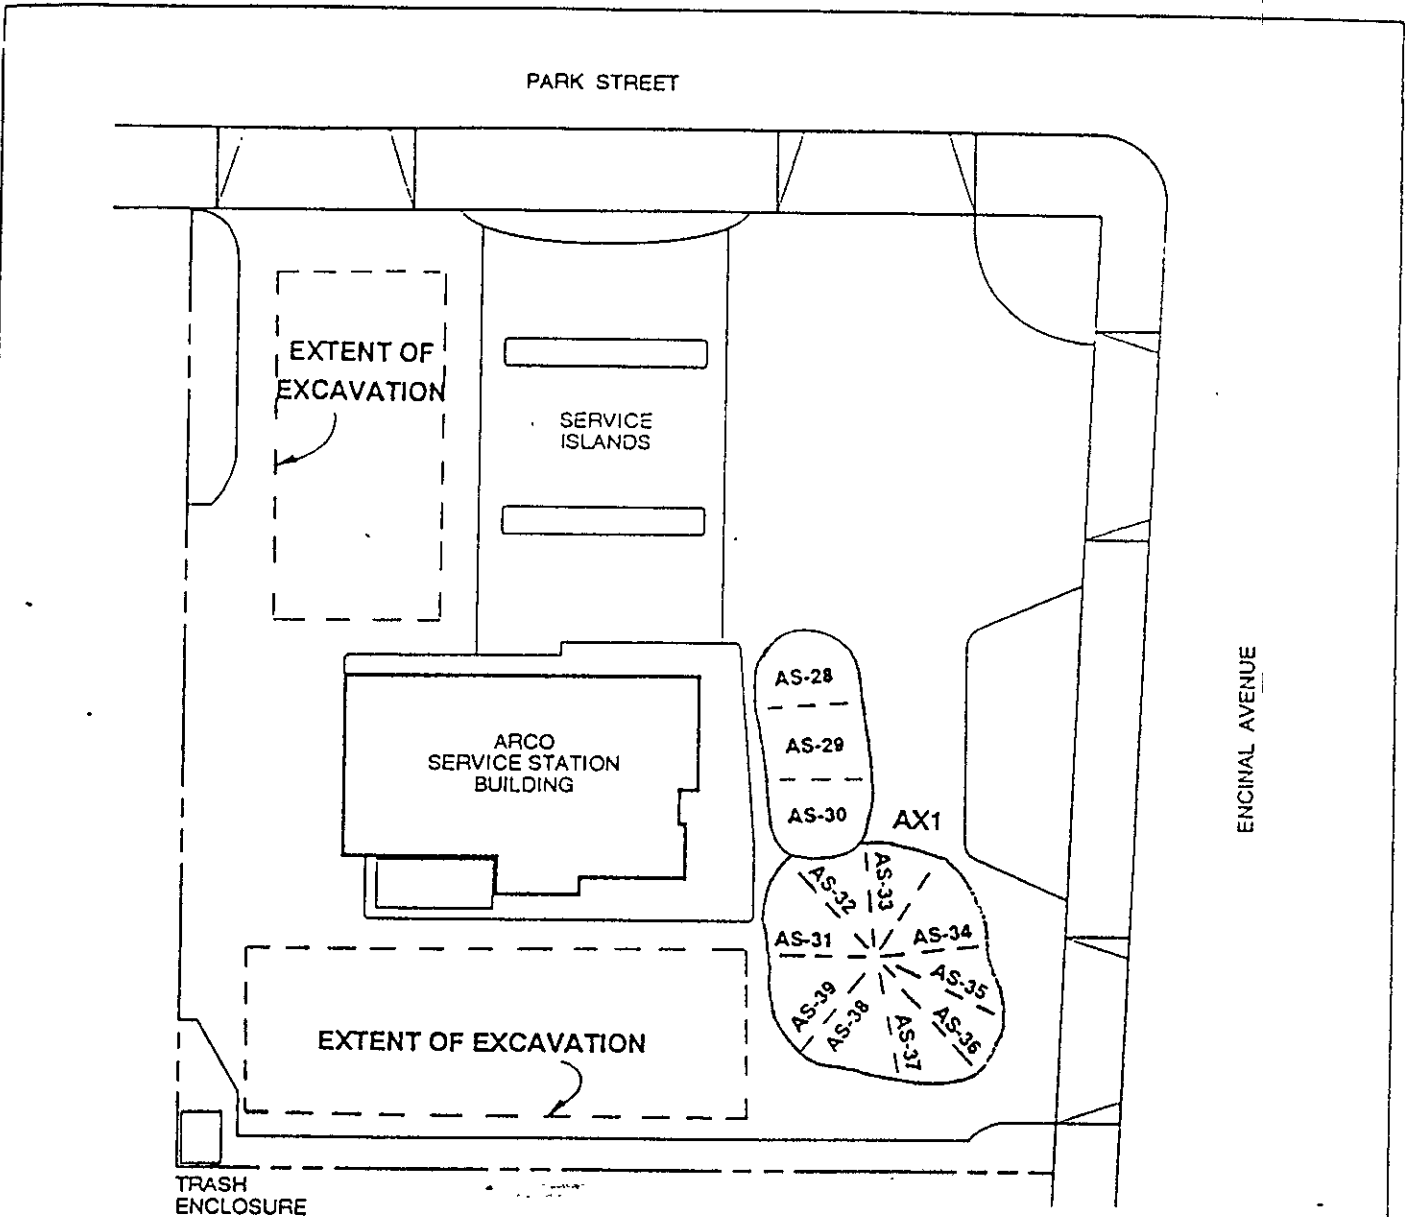 PARK STREET
EXTENT OF
EXCAVATION
SERVICE
ISLANDS
AS-28
AS-29
AS-30
ARCO
SERVICE STATION
BUILDING
ENCINAL AVENUE
AX1
AS-32
AS-33
AS-31
AS-34
AS-35
AS-39
AS-38
AS-37
AS-36
EXTENT OF EXCAVATION
TRASH
ENCLOSURE